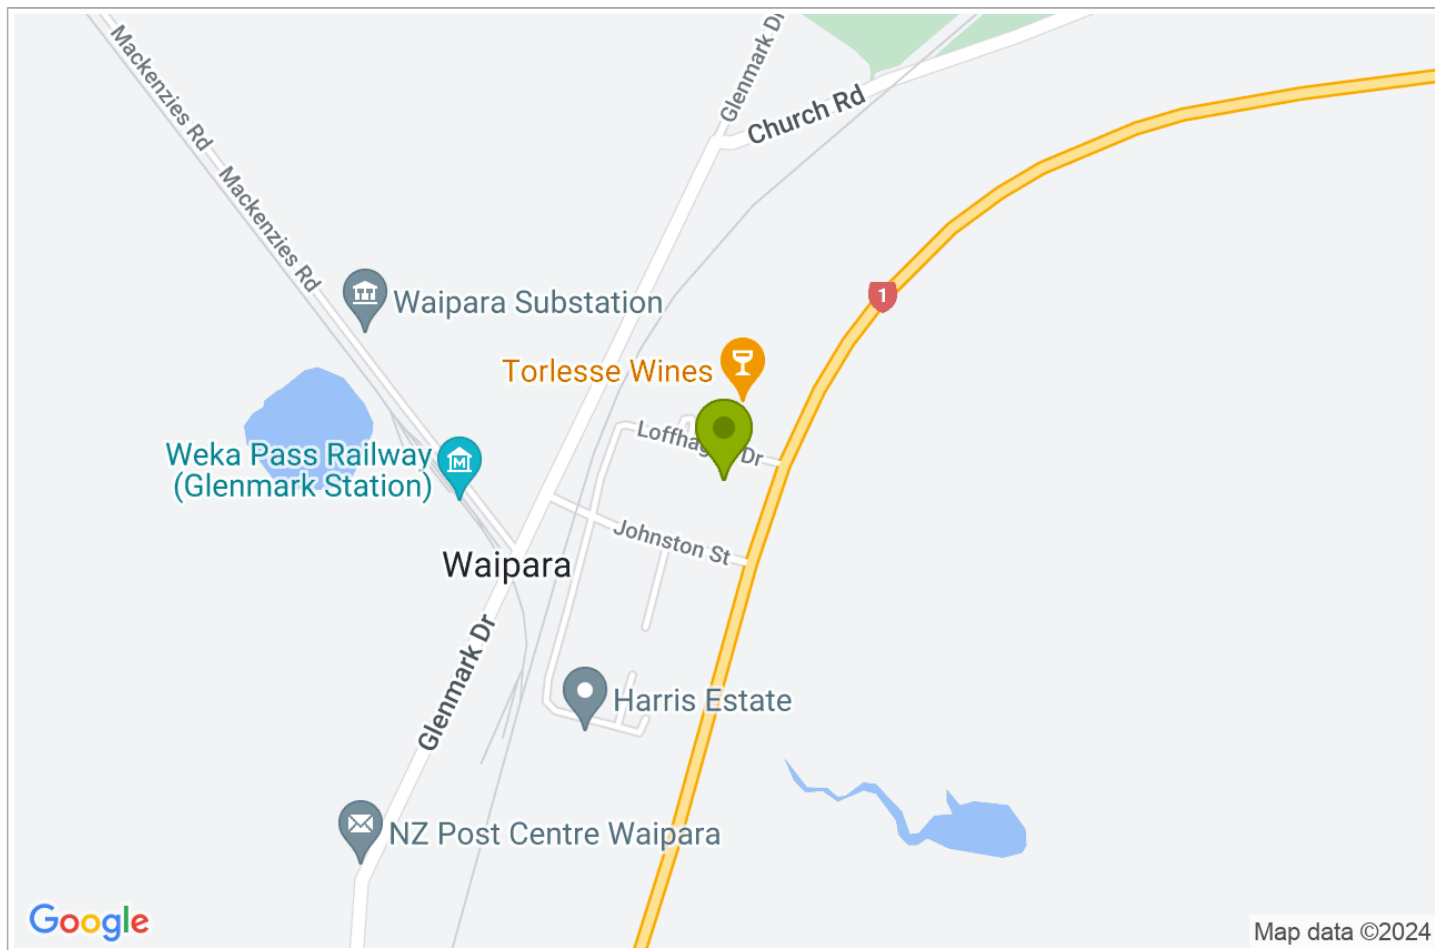 Mackenzies Rd
Glenmark Dr
Church Rd
Mackenzies Rd
Waipara Substation
1
Torlesse Wines
Dr
Weka Pass Railway
(Glenmark Station)
Johnston St
Waipara
Glenmark Dr
Harris Estate
NZ Post Centre Waipara
Google
Map data ©2024